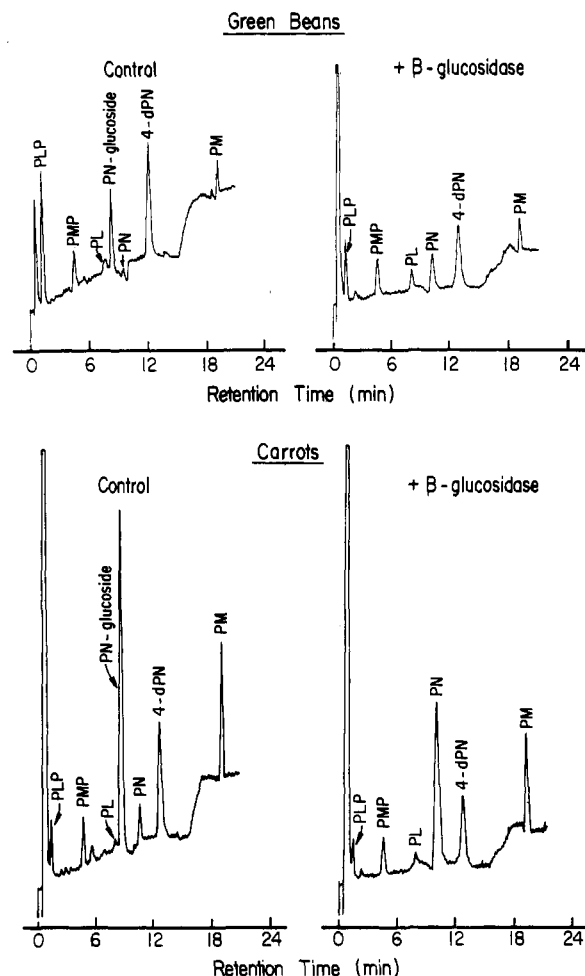 Green Beans
Control
+ β-glucosidase
PLP
PMP
PL
PN-glucoside
PN
4-dPN
PM
PLP
PMP
PL
PN
4-dPN
PM
0 6 12 18 24
0 6 12 18 24
Retention Time (min)
Carrots
Control
+ β-glucosidase
PLP
PMP
PL
PN-glucoside
PN
4-dPN
PM
PLP
PMP
PL
PN
4-dPN
PM
0 6 12 18 24
0 6 12 18 24
Retention Time (min)